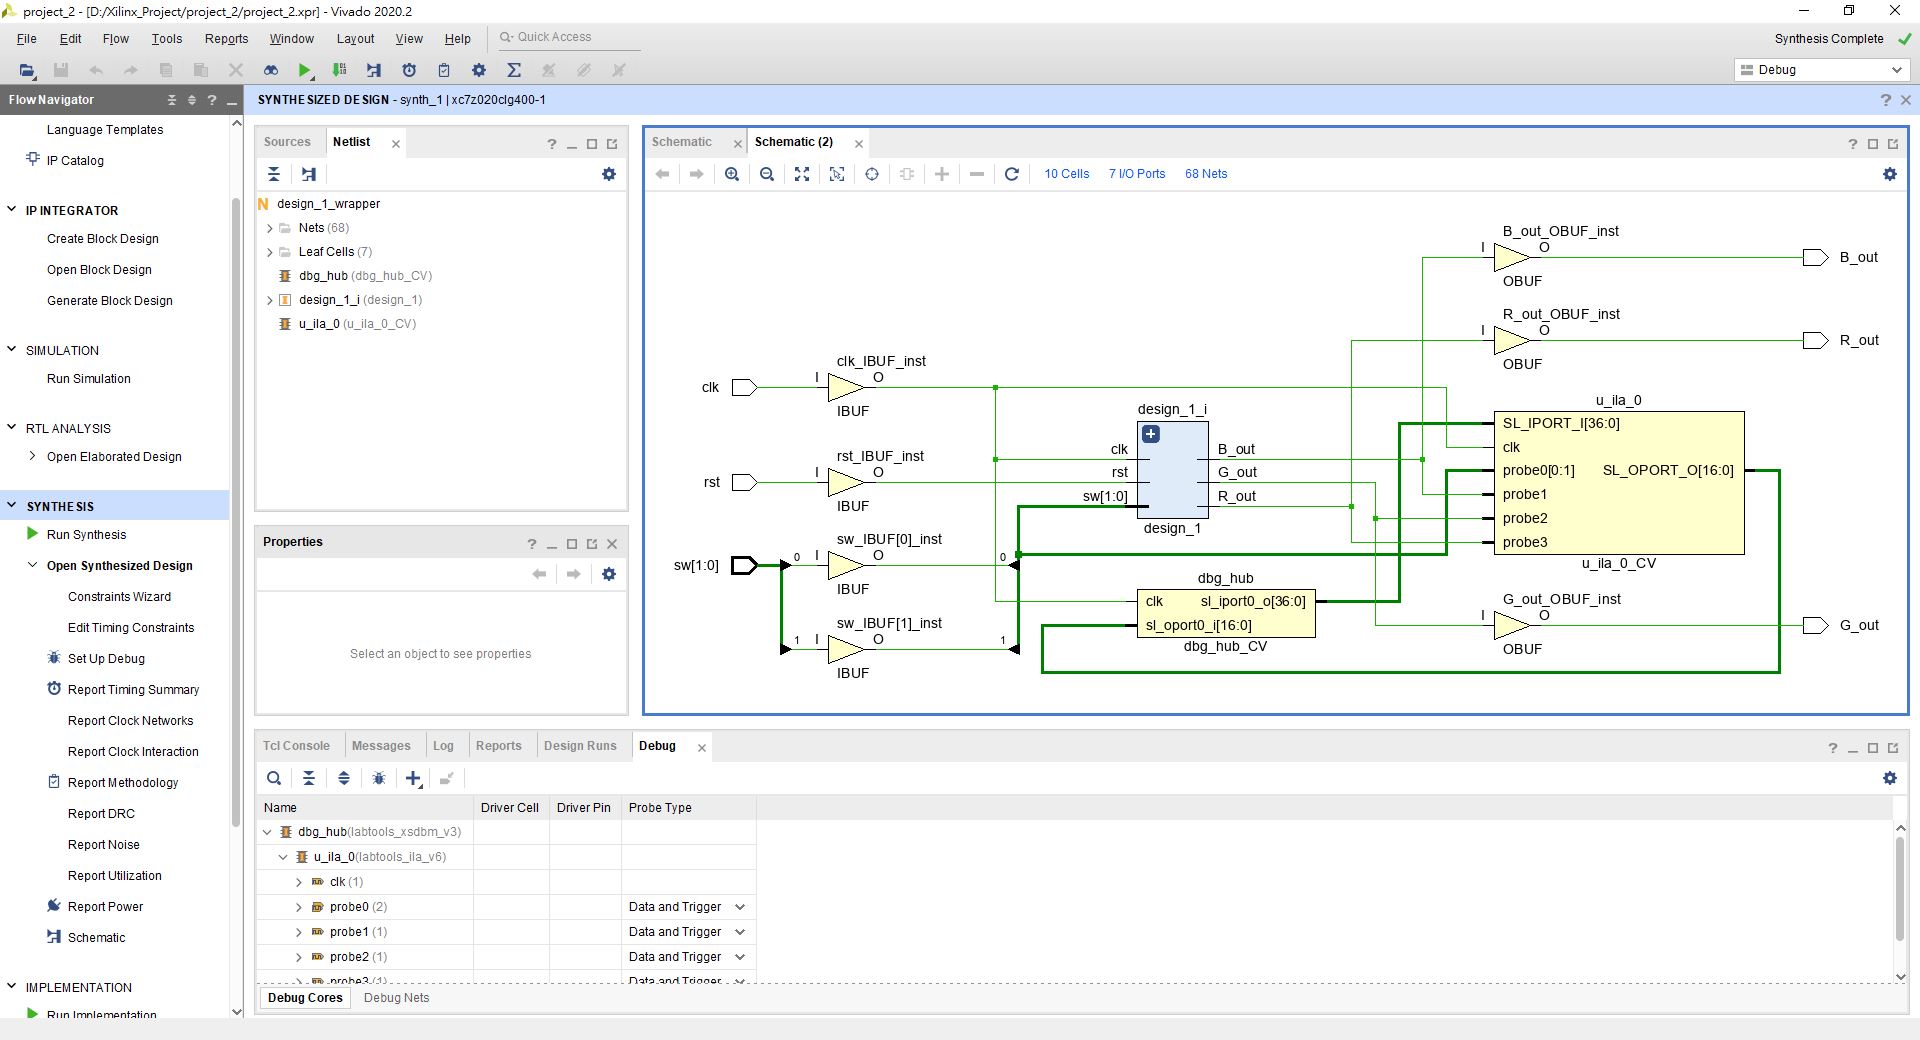 project_2 - [D:/Xilinx_Project/project_2/project_2.xpr] - Vivado 2020.2
File Edit Flow Tools Reports Window Layout View Help Quick Access
Synthesis Complete
Debug
Flow Navigator
Language Templates
IP Catalog
IP INTEGRATOR
Create Block Design
Open Block Design
Generate Block Design
SIMULATION
Run Simulation
RTL ANALYSIS
Open Elaborated Design
SYNTHESIS
Run Synthesis
Open Synthesized Design
Constraints Wizard
Edit Timing Constraints
Set Up Debug
Report Timing Summary
Report Clock Networks
Report Clock Interaction
Report Methodology
Report DRC
Report Noise
Report Utilization
Report Power
Schematic
IMPLEMENTATION
Run Implementation
SYNTHESIZED DESIGN - synth_1 | xc7z020clg400-1
Sources Netlist
design_1_wrapper
Nets (68)
Leaf Cells (7)
dbg_hub (dbg_hub_CV)
design_1_i (design_1)
u_ila_0 (u_ila_0_CV)
Properties
Select an object to see properties
Schematic Schematic (2)
10 Cells 7 I/O Ports 68 Nets
B_out_OBUF_inst
I O
B_out
OBUF
R_out_OBUF_inst
I O
R_out
OBUF
clk_IBUF_inst
clk
I O
IBUF
rst_IBUF_inst
rst
I O
IBUF
sw_IBUF[0]_inst
sw[1:0]
0 I O 0
IBUF
sw_IBUF[1]_inst
1 I O 1
IBUF
design_1_i
clk B_out
rst G_out
sw[1:0] R_out
design_1
dbg_hub
clk sl_iport0_o[36:0]
sl_oport0_i[16:0]
dbg_hub_CV
u_ila_0
SL_IPORT_I[36:0]
clk
probe0[0:1] SL_OPORT_O[16:0]
probe1
probe2
probe3
u_ila_0_CV
G_out_OBUF_inst
I O
G_out
OBUF
Tcl Console Messages Log Reports Design Runs Debug
Name Driver Cell Driver Pin Probe Type
dbg_hub(labtools_xsdbm_v3)
u_ila_0(labtools_ila_v6)
clk (1)
probe0 (2) Data and Trigger
probe1 (1) Data and Trigger
probe2 (1) Data and Trigger
probe3 (1) Data and Trigger
Debug Cores Debug Nets